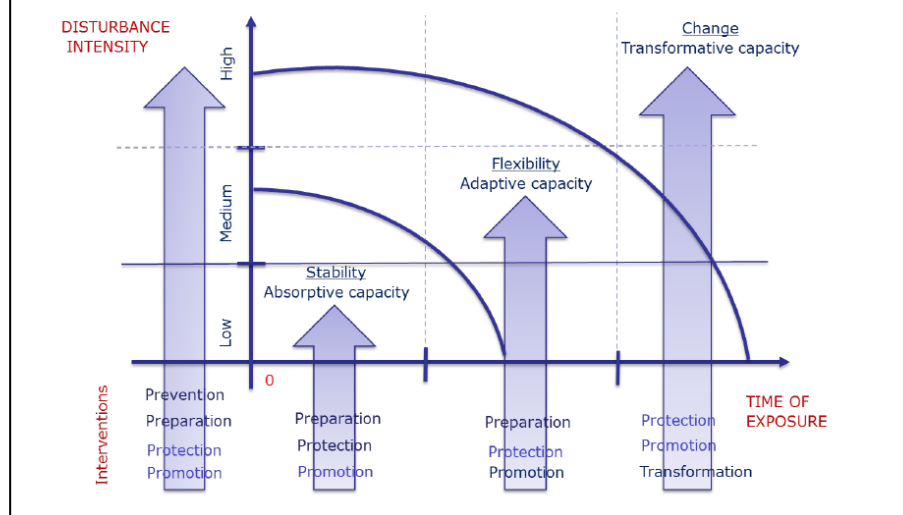 DISTURBANCE
INTENSITY
High
Medium
Low
Change
Transformative capacity
Flexibility
Adaptive capacity
Stability
Absorptive capacity
0
TIME OF
EXPOSURE
Interventions
Prevention
Preparation
Protection
Promotion
Preparation
Protection
Promotion
Preparation
Protection
Promotion
Protection
Promotion
Transformation